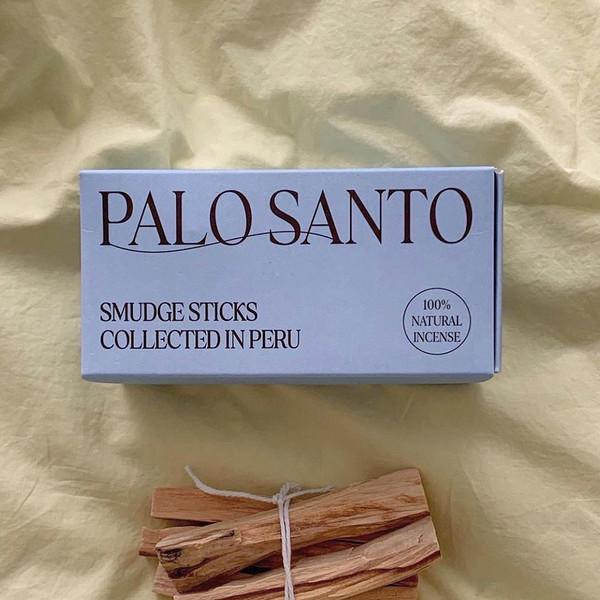 PALO SANTO
SMUDGE STICKS
COLLECTED IN PERU
100%
NATURAL
INCENSE